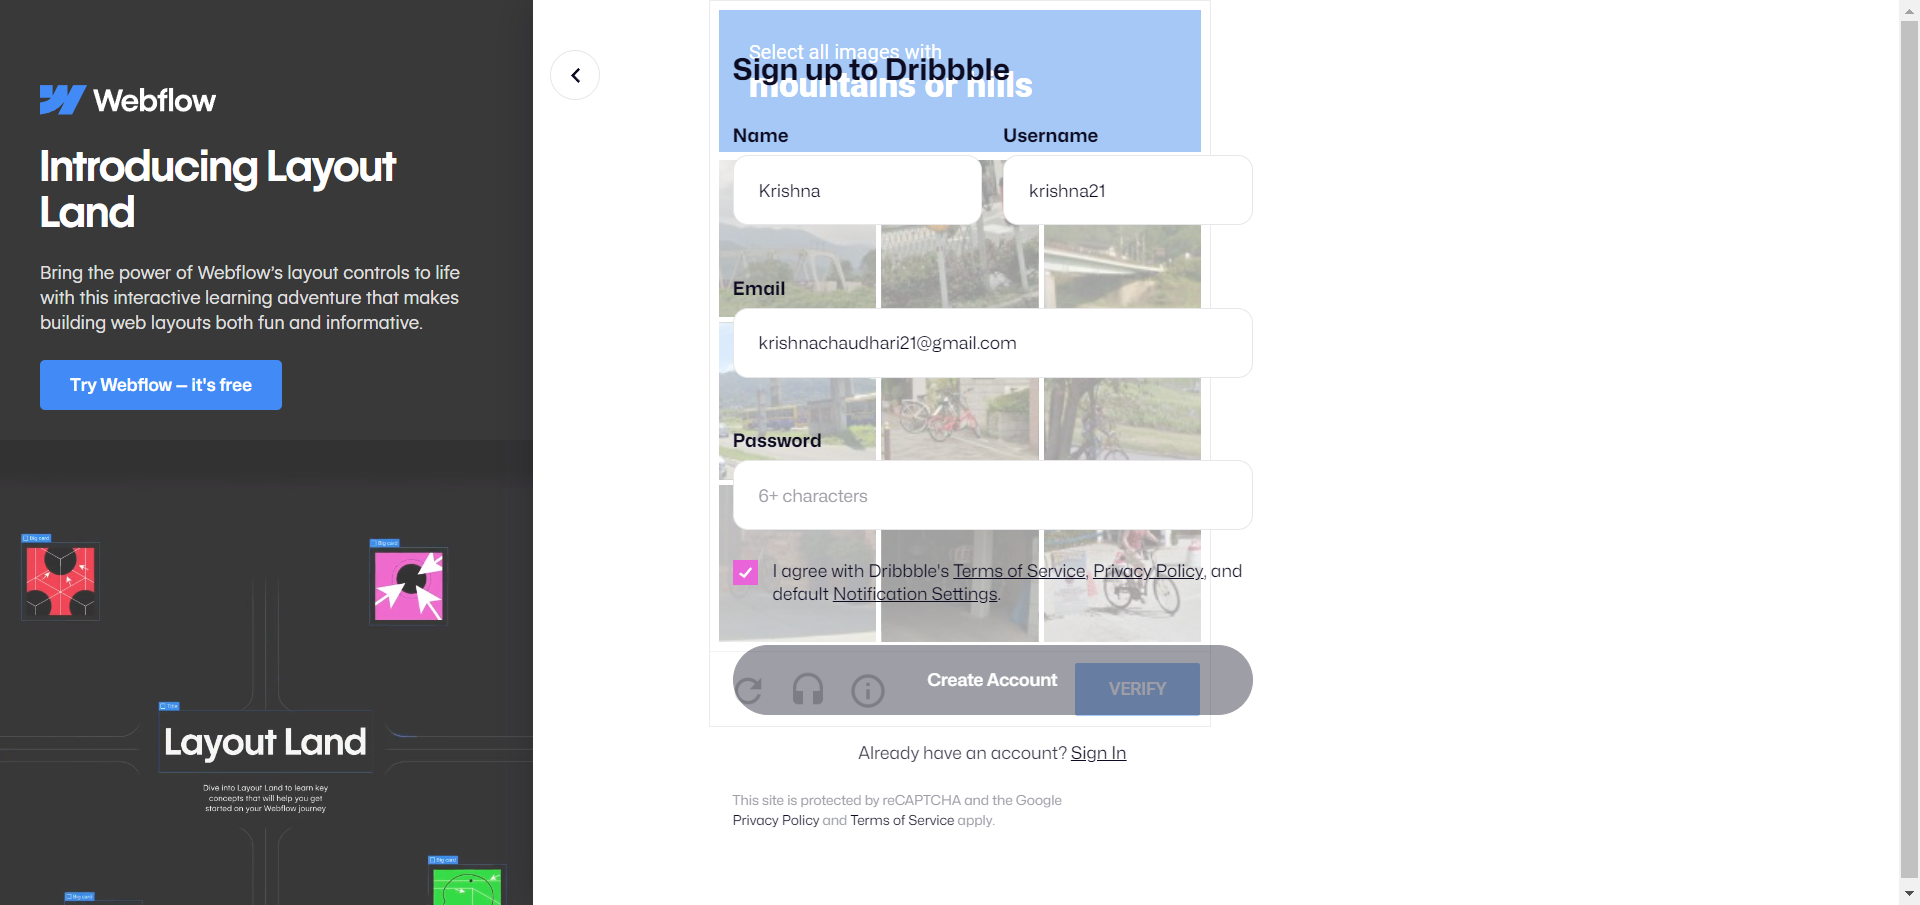 Webflow
Introducing Layout
Land
Bring the power of Webflow's layout controls to life
with this interactive learning adventure that makes
building web layouts both fun and informative.
Try Webflow – it's free
Big card
Big card
Title
Layout Land
Dive into Layout Land to learn key
concepts that will help you get
started on your Webflow journey
Big card
Big card
Select all images with
Sign up to Dribbble
mountains or hills
Name Username
Krishna krishna21
Email
krishnachaudhari21@gmail.com
Password
6+ characters
I agree with Dribbble's Terms of Service, Privacy Policy, and
default Notification Settings.
Create Account VERIFY
Already have an account? Sign In
This site is protected by reCAPTCHA and the Google
Privacy Policy and Terms of Service apply.